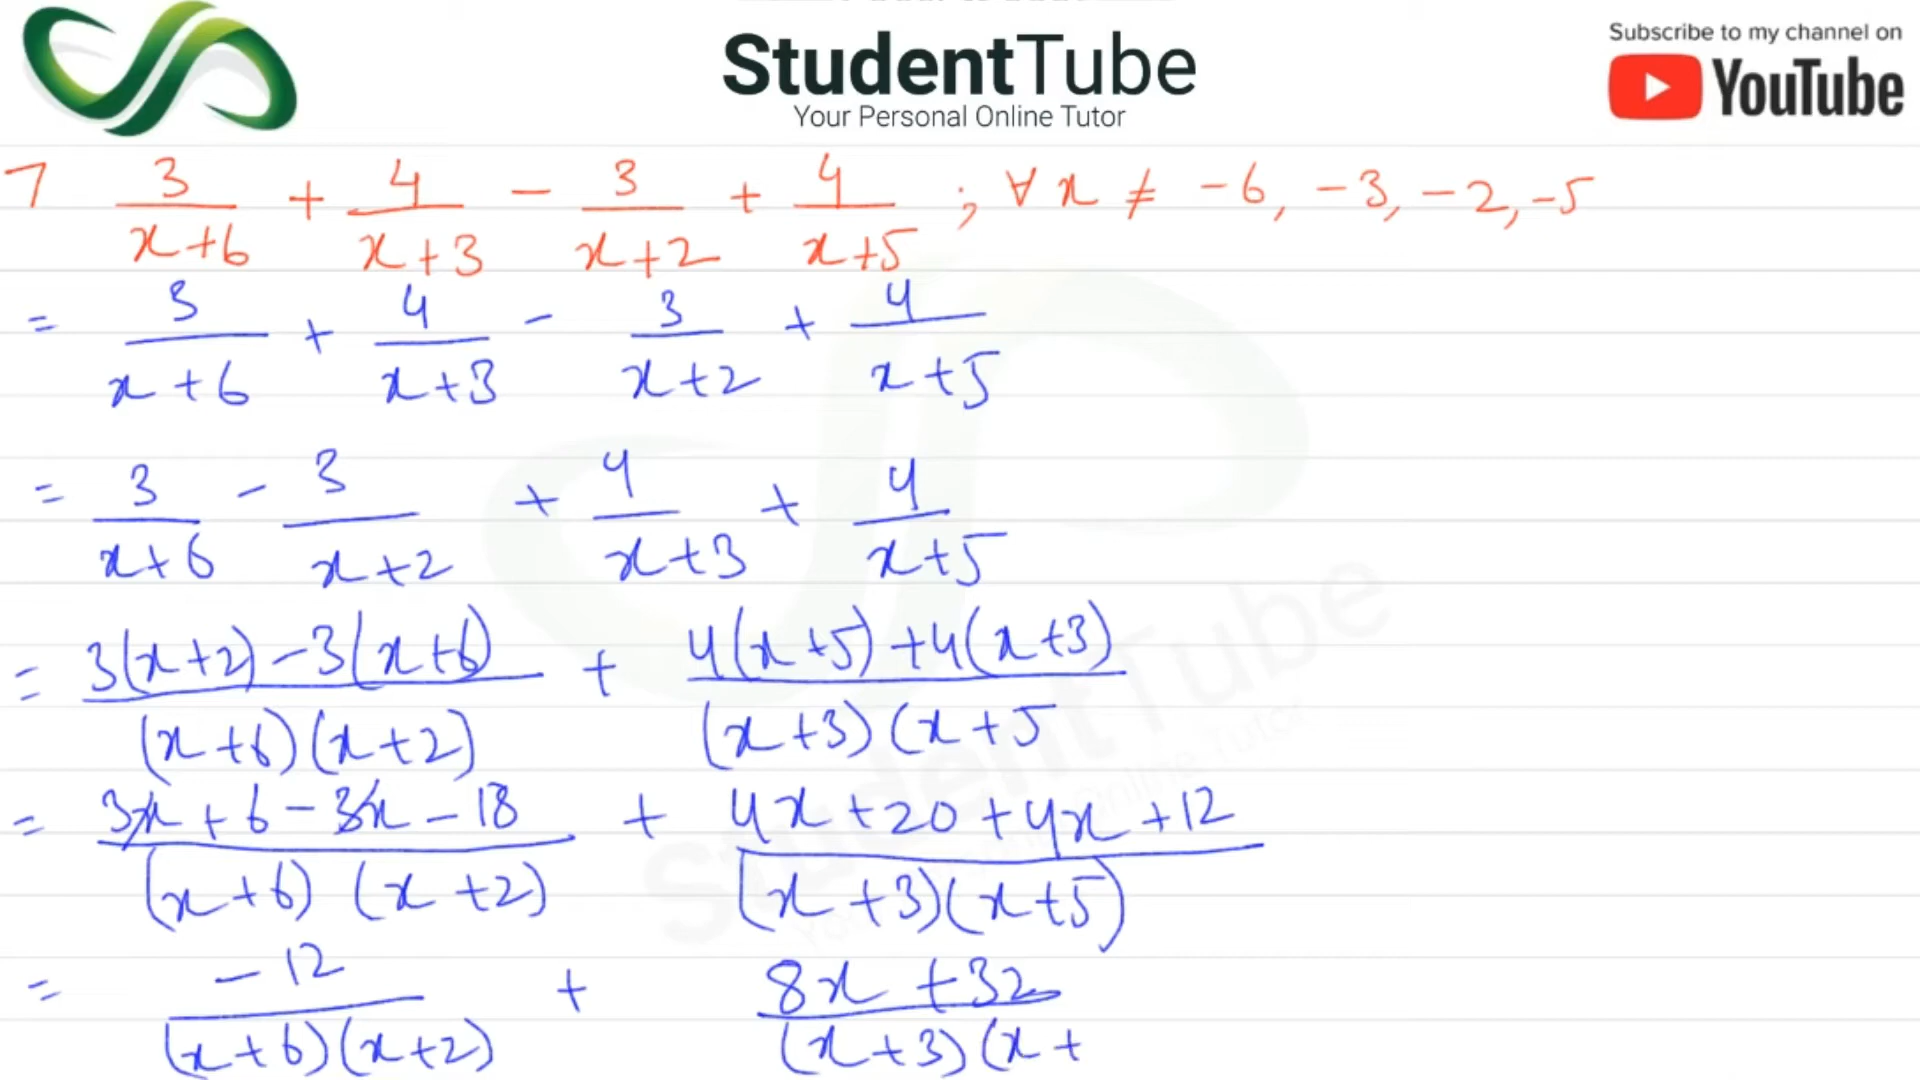 StudentTube
Your Personal Online Tutor
Subscribe to my channel on
YouTube
7 3/(x+6) + 4/(x+3) - 3/(x+2) + 4/(x+5) ; ∀ x ≠ -6, -3, -2, -5
= 3/(x+6) + 4/(x+3) - 3/(x+2) + 4/(x+5)
= 3/(x+6) - 3/(x+2) + 4/(x+3) + 4/(x+5)
= (3(x+2) - 3(x+6))/((x+6)(x+2)) + (4(x+5) + 4(x+3))/((x+3)(x+5
= (3x + 6 - 3x - 18)/((x+6)(x+2)) + (4x + 20 + 4x + 12)/((x+3)(x+5))
= -12/((x+6)(x+2)) + (8x + 32)/((x+3)(x+
StudentTube